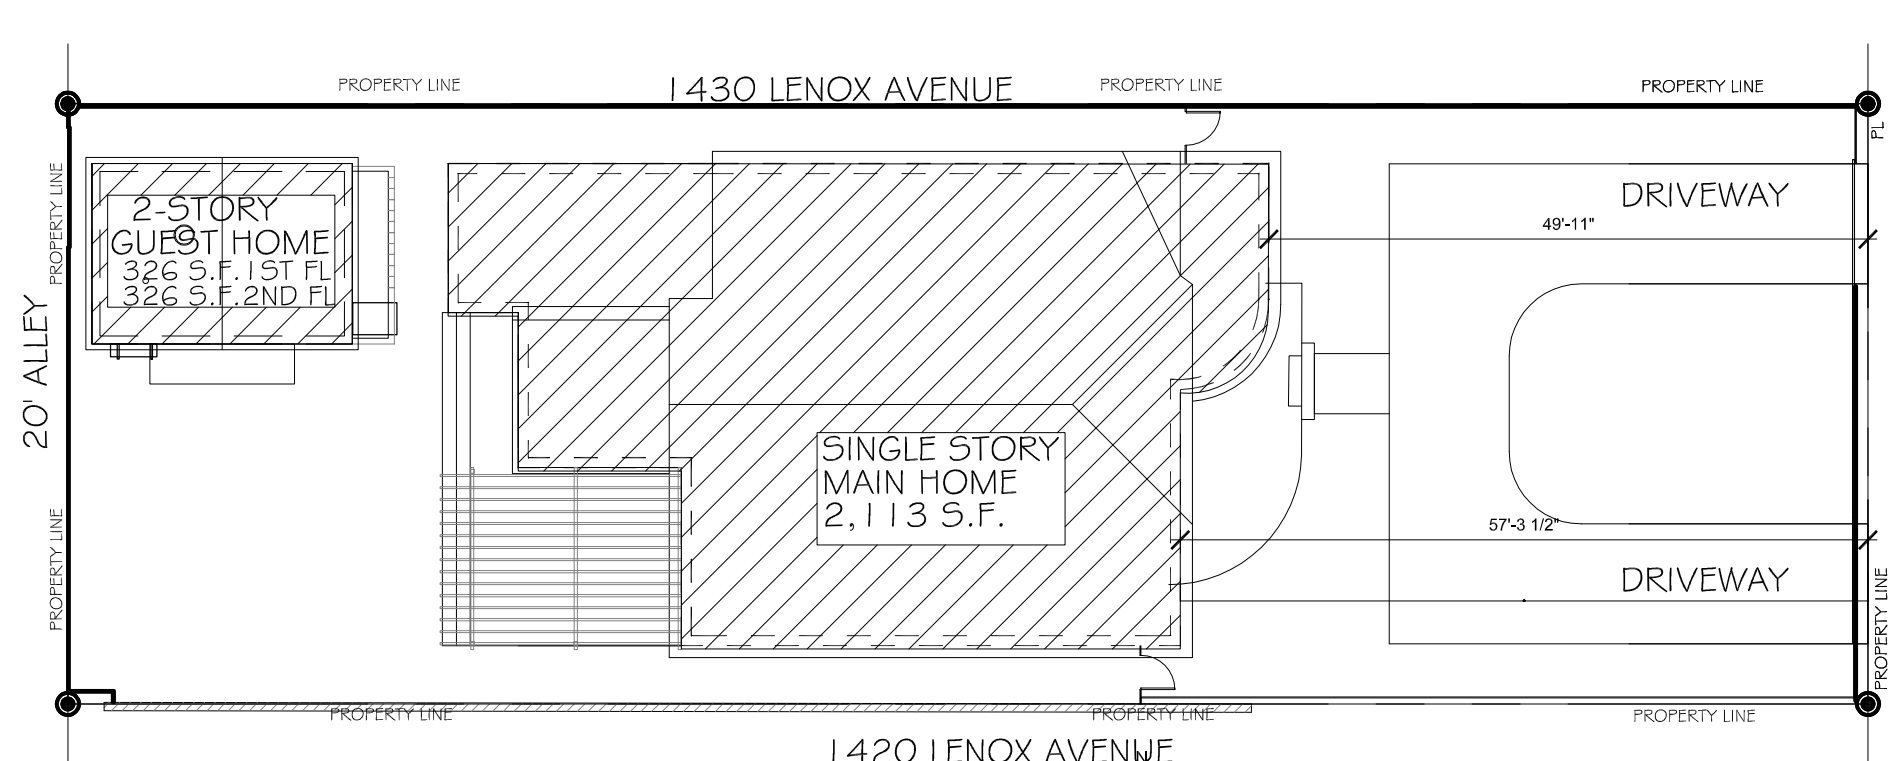 PROPERTY LINE
1430 LENOX AVENUE
PROPERTY LINE
PROPERTY LINE
PL
PROPERTY LINE
2-STORY
GUEST HOME
326 S.F. 1ST FL
326 S.F. 2ND FL
DRIVEWAY
49'-11"
20' ALLEY
SINGLE STORY
MAIN HOME
2,113 S.F.
57'-3 1/2"
DRIVEWAY
PROPERTY LINE
PROPERTY LINE
PROPERTY LINE
PROPERTY LINE
PROPERTY LINE
1420 LENOX AVENUE
N